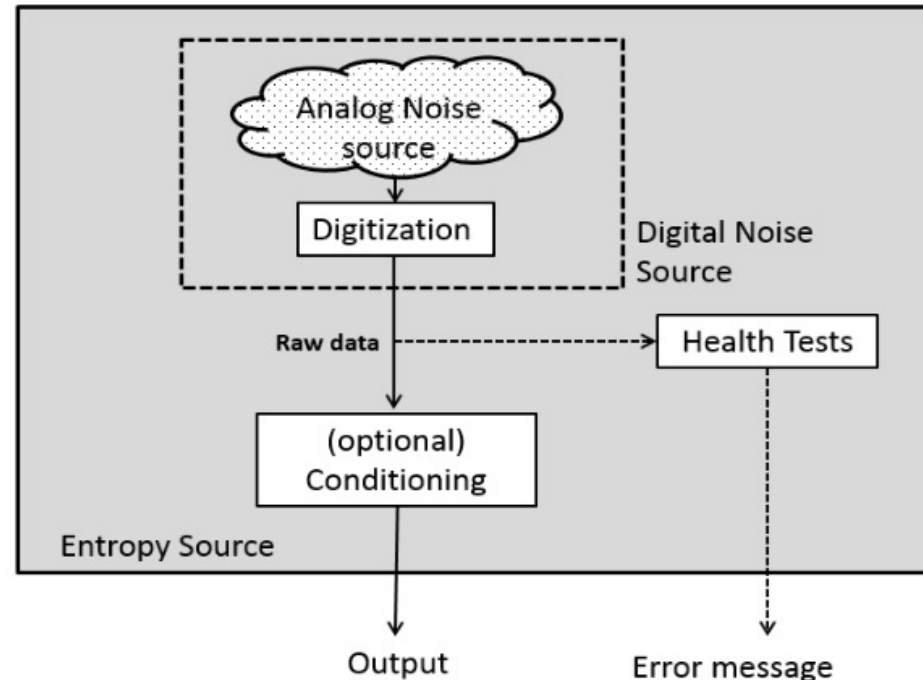 Analog Noise
source
Digitization
Digital Noise
Source
Raw data
Health Tests
(optional)
Conditioning
Entropy Source
Output
Error message